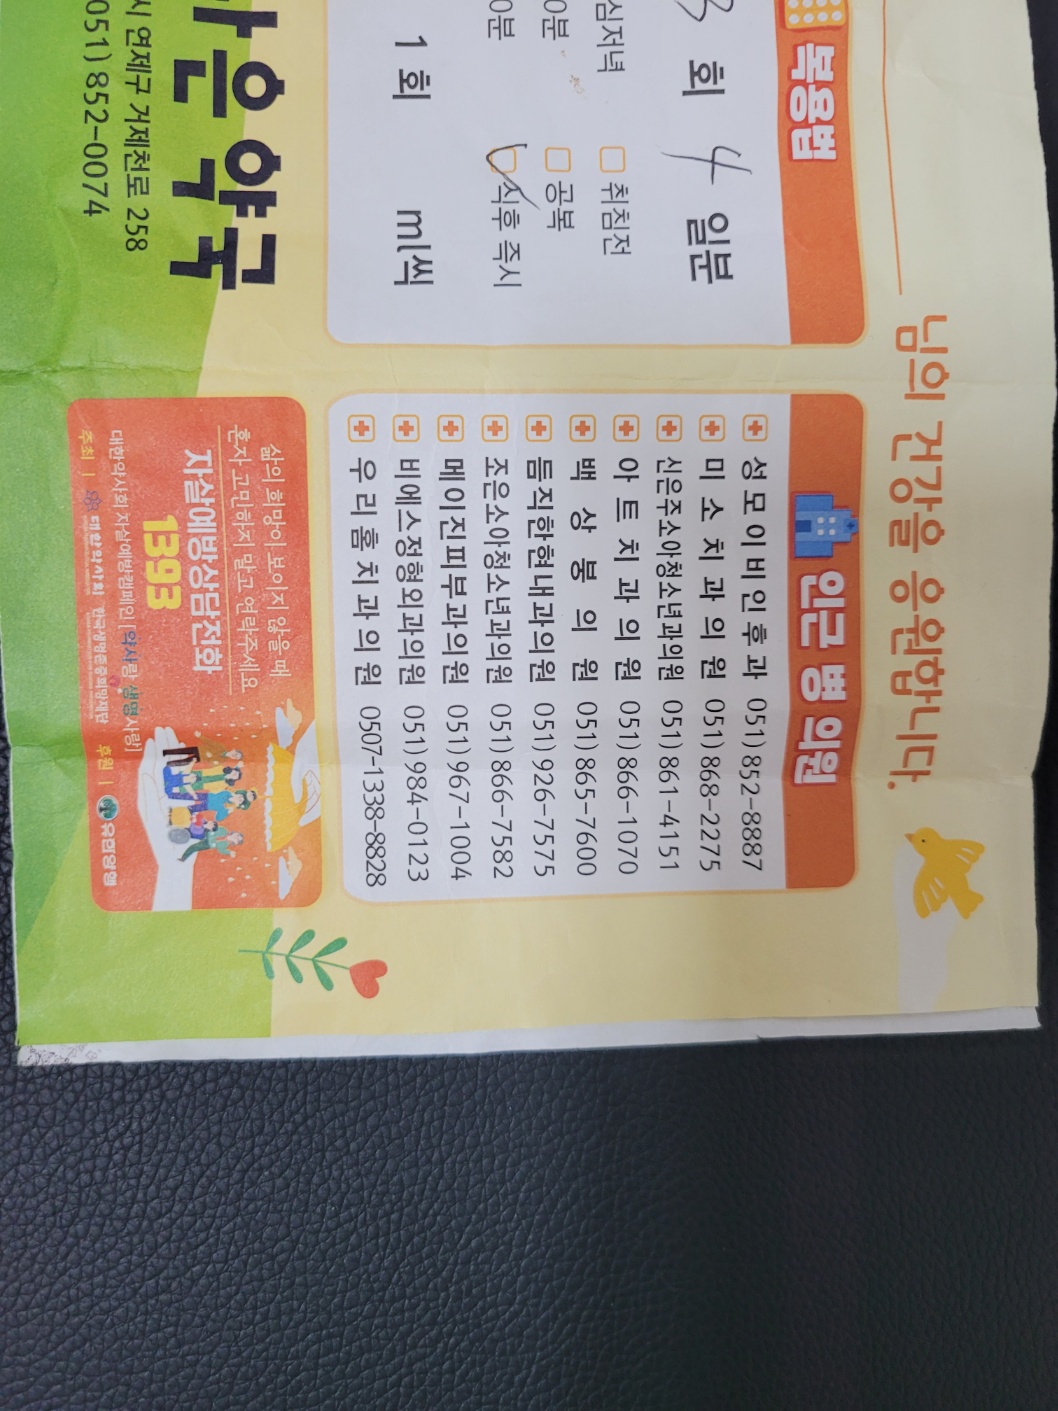 님의 건강을 응원합니다.
복용법
3 회 4 일분
심저녁 □ 취침전
0분 □ 공복
0분 ☑ 식후 즉시
1 회 ml씩
인근 병 의원
성모이비인후과 051) 852-8887
미소치과의원 051) 868-2275
신은주소아청소년과의원 051) 861-4151
아트치과의원 051) 866-1070
백상봉의원 051) 865-7600
듬직한현내과의원 051) 926-7575
조은소아청소년과의원 051) 866-7582
메이진피부과의원 051) 967-1004
비에스정형외과의원 051) 984-0123
우리홈치과의원 0507-1338-8828
은약국
시 연제구 거제천로 258
051) 852-0074
삶의 희망이 보이지 않을 때
혼자 고민하지 말고 연락주세요
자살예방상담전화
1393
대한약사회 자살예방캠페인 [약사랑 생명사랑]
주최 | 대한약사회 한국생명존중희망재단 후원 | 유한양행